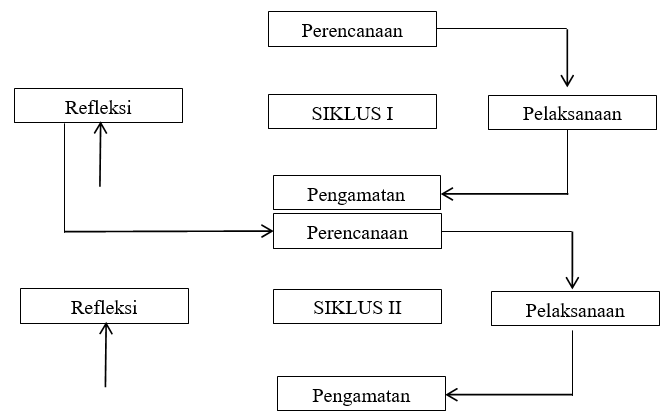 Perencanaan
Refleksi
SIKLUS I
Pelaksanaan
Pengamatan
Perencanaan
Refleksi
SIKLUS II
Pelaksanaan
Pengamatan